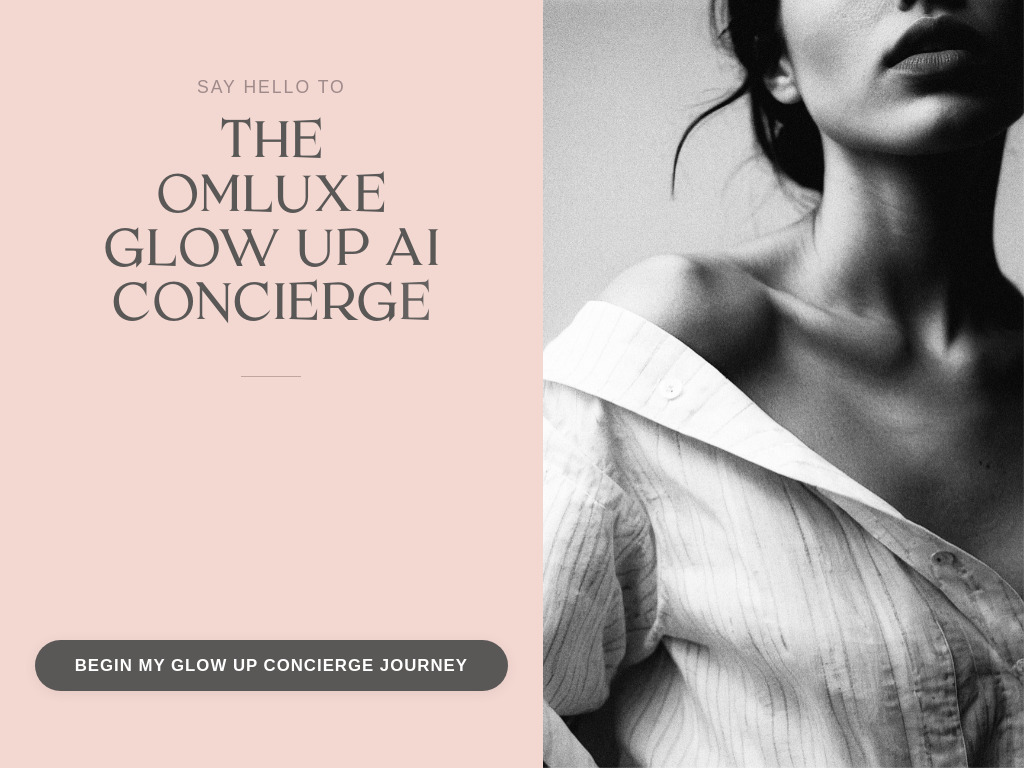 SAY HELLO TO
THE
OMLUXE
GLOW UP AI
CONCIERGE
BEGIN MY GLOW UP CONCIERGE JOURNEY